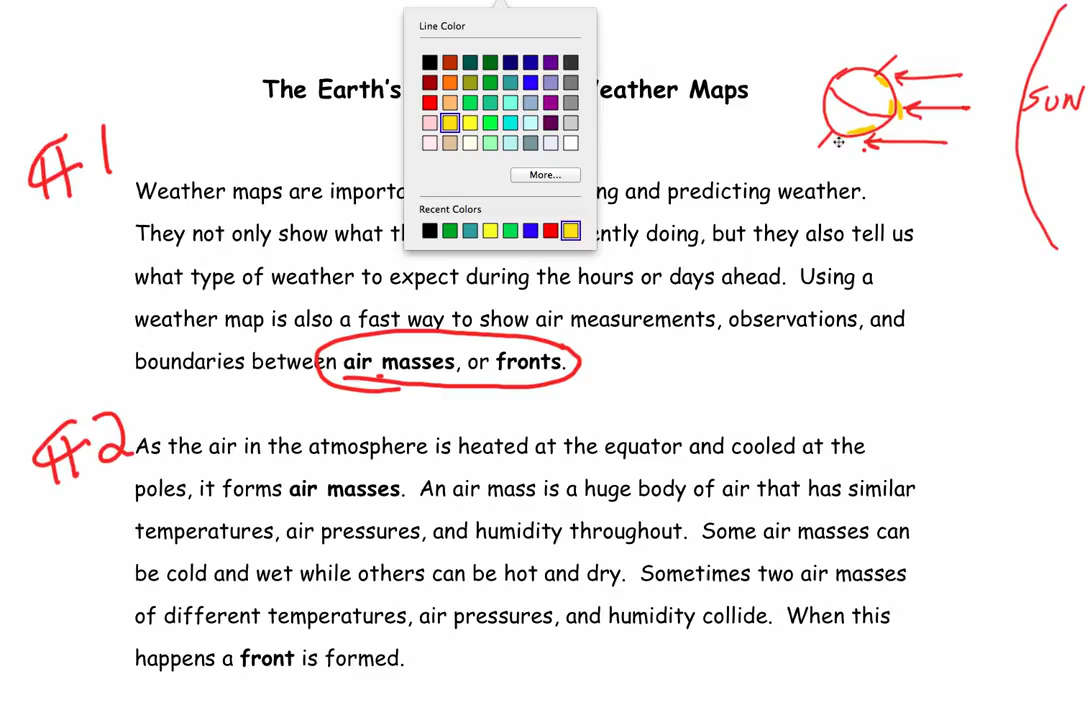 Line Color
The Earth's
eather Maps
SUN
#1
More...
Weather maps are importa
ng and predicting weather.
Recent Colors
They not only show what t
ently doing, but they also tell us
what type of weather to expect during the hours or days ahead. Using a
weather map is also a fast way to show air measurements, observations, and
boundaries between air masses, or fronts.
#2
As the air in the atmosphere is heated at the equator and cooled at the
poles, it forms air masses. An air mass is a huge body of air that has similar
temperatures, air pressures, and humidity throughout. Some air masses can
be cold and wet while others can be hot and dry. Sometimes two air masses
of different temperatures, air pressures, and humidity collide. When this
happens a front is formed.